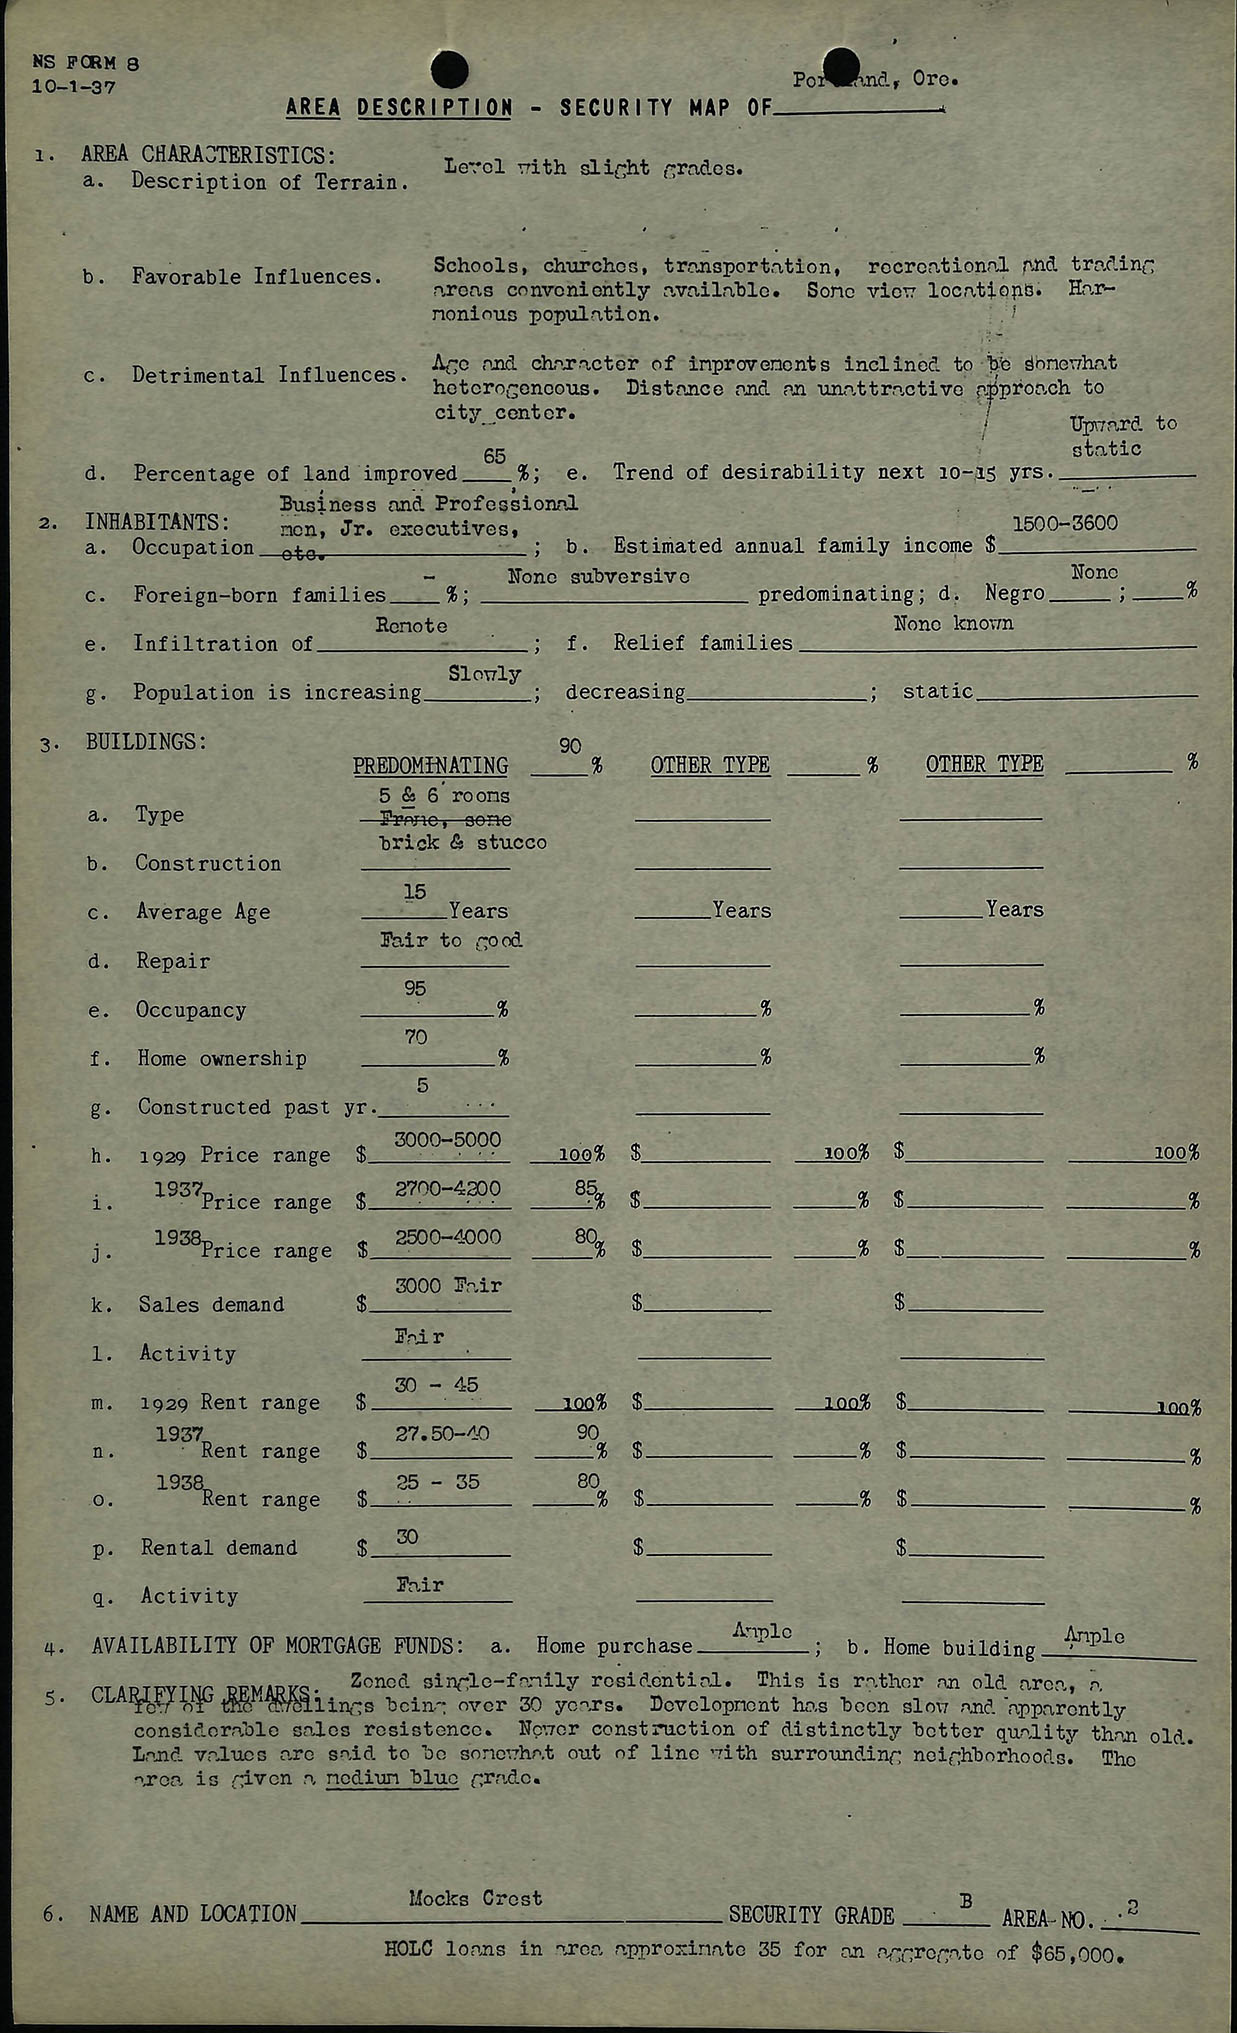 NS FORM 8
10-1-37
Portland, Ore.
AREA DESCRIPTION - SECURITY MAP OF
1. AREA CHARACTERISTICS:
a. Description of Terrain. Level with slight grades.
b. Favorable Influences. Schools, churches, transportation, recreational and trading
areas conveniently available. Some view locations. Har-
monious population.
c. Detrimental Influences. Age and character of improvements inclined to be somewhat
heterogeneous. Distance and an unattractive approach to
city center.
d. Percentage of land improved 65 %; e. Trend of desirability next 10-15 yrs. Upward to
static
2. INHABITANTS:
a. Occupation Business and Professional
men, Jr. executives,
etc. ; b. Estimated annual family income $ 1500-3600
c. Foreign-born families - %; None subversive predominating; d. Negro None ; %
e. Infiltration of Remote ; f. Relief families None known
g. Population is increasing Slowly ; decreasing ; static
3. BUILDINGS:
PREDOMINATING 90 % OTHER TYPE % OTHER TYPE %
a. Type 5 & 6 rooms
Frame, some
brick & stucco
b. Construction
c. Average Age 15 Years Years Years
d. Repair Fair to good
e. Occupancy 95 % % %
f. Home ownership 70 % % %
g. Constructed past yr. 5
h. 1929 Price range $ 3000-5000 100% $ 100% $ 100%
i. 1937 Price range $ 2700-4200 85 % $ % $ %
j. 1938 Price range $ 2500-4000 80 % $ % $ %
k. Sales demand $ 3000 Fair $ $
l. Activity Fair
m. 1929 Rent range $ 30 - 45 100% $ 100% $ 100%
n. 1937 Rent range $ 27.50-40 90 % $ % $ %
o. 1938 Rent range $ 25 - 35 80 % $ % $ %
p. Rental demand $ 30 $ $
q. Activity Fair
4. AVAILABILITY OF MORTGAGE FUNDS: a. Home purchase Ample ; b. Home building Ample
5. CLARIFYING REMARKS: Zoned single-family residential. This is rather an old area, a
few of the dwellings being over 30 years. Development has been slow and apparently
considerable sales resistence. Newer construction of distinctly better quality than old.
Land values are said to be somewhat out of line with surrounding neighborhoods. The
area is given a medium blue grade.
6. NAME AND LOCATION Mocks Crest SECURITY GRADE B AREA NO. 2
HOLC loans in area approximate 35 for an aggregate of $65,000.